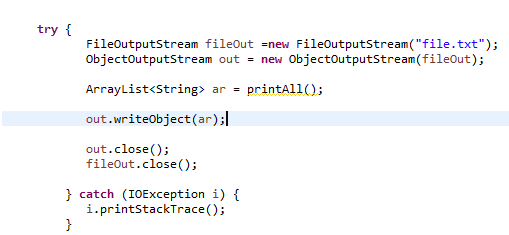 try {
FileOutputStream fileOut =new FileOutputStream("file.txt");
ObjectOutputStream out = new ObjectOutputStream(fileOut);
ArrayList<String> ar = printAll();
out.writeObject(ar);
out.close();
fileOut.close();
} catch (IOException i) {
i.printStackTrace();
}